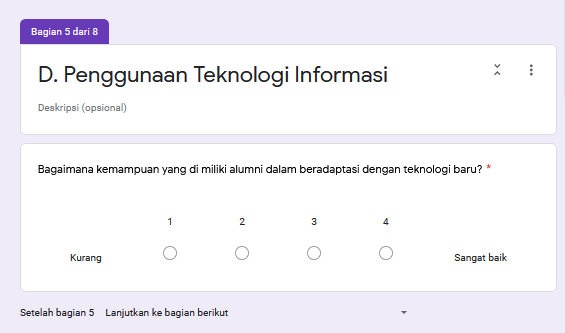 Bagian 5 dari 8
D. Penggunaan Teknologi Informasi
Deskripsi (opsional)
Bagaimana kemampuan yang di miliki alumni dalam beradaptasi dengan teknologi baru? *
1 2 3 4
Kurang Sangat baik
Setelah bagian 5 Lanjutkan ke bagian berikut